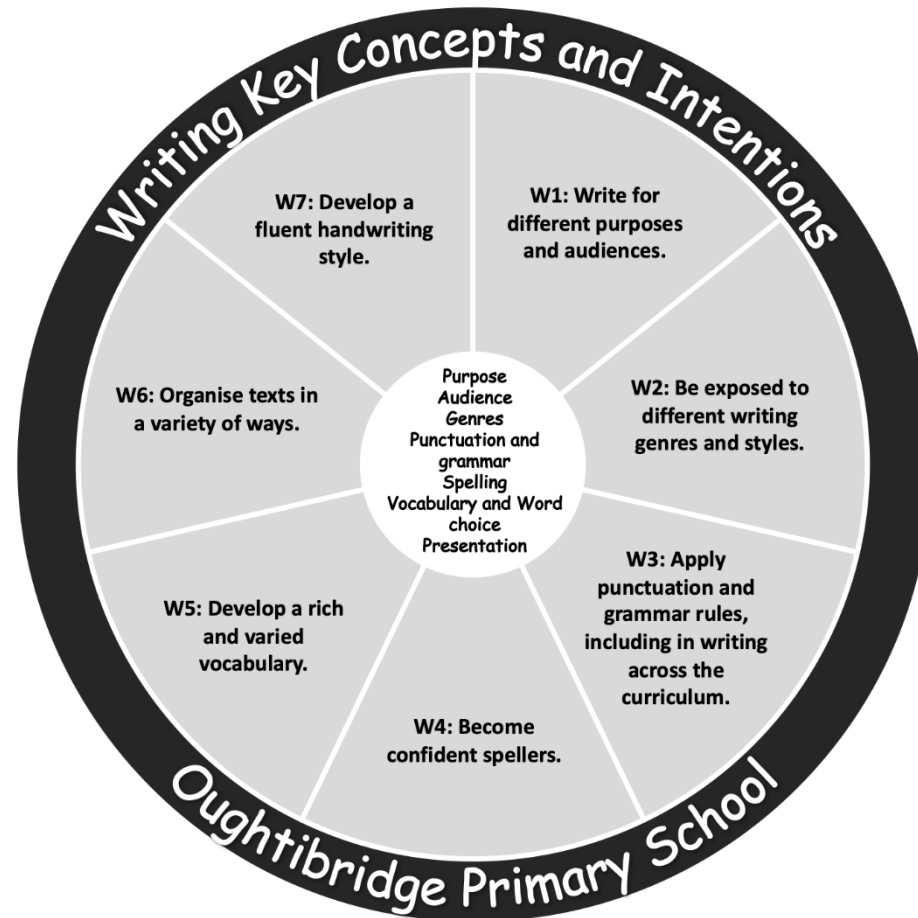 Writing Key Concepts and Intentions
W1: Write for
different purposes
and audiences.
W2: Be exposed to
different writing
genres and styles.
W3: Apply
punctuation and
grammar rules,
including in writing
across the
curriculum.
W4: Become
confident spellers.
W5: Develop a rich
and varied
vocabulary.
W6: Organise texts in
a variety of ways.
W7: Develop a
fluent handwriting
style.
Purpose
Audience
Genres
Punctuation and
grammar
Spelling
Vocabulary and Word
choice
Presentation
Oughtibridge Primary School